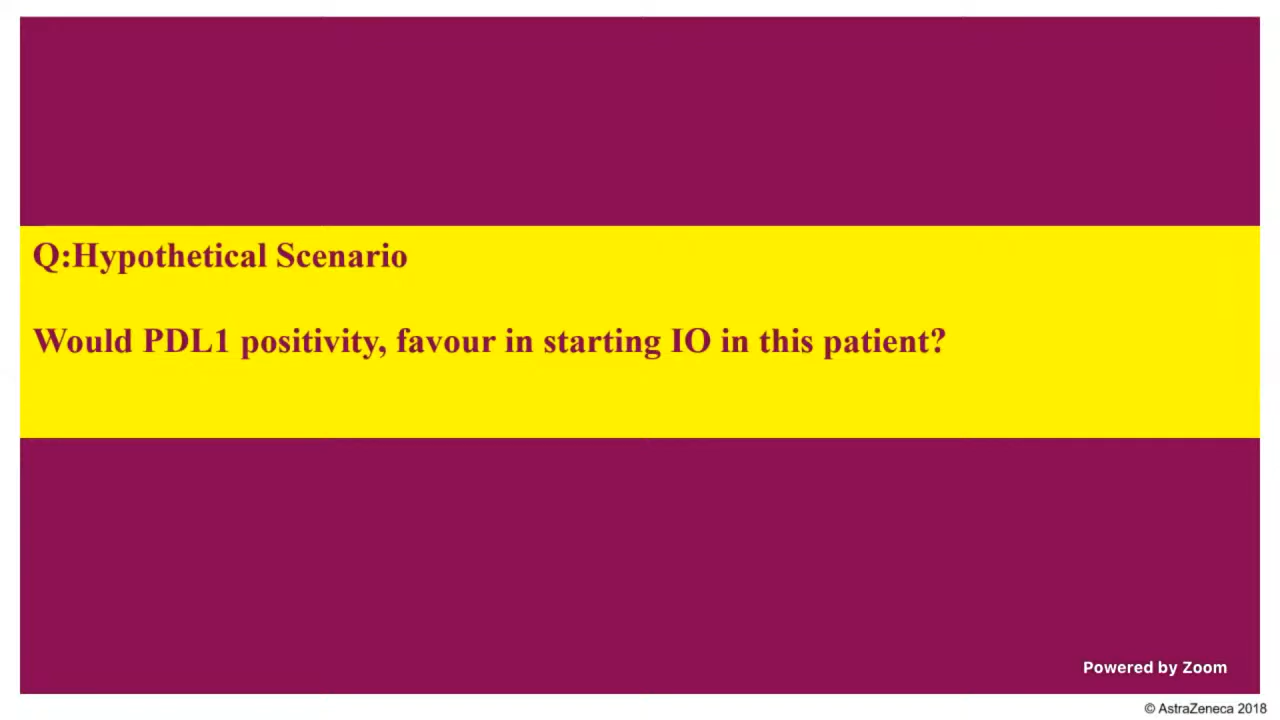 Q:Hypothetical Scenario
Would PDL1 positivity, favour in starting IO in this patient?
Powered by Zoom
© AstraZeneca 2018